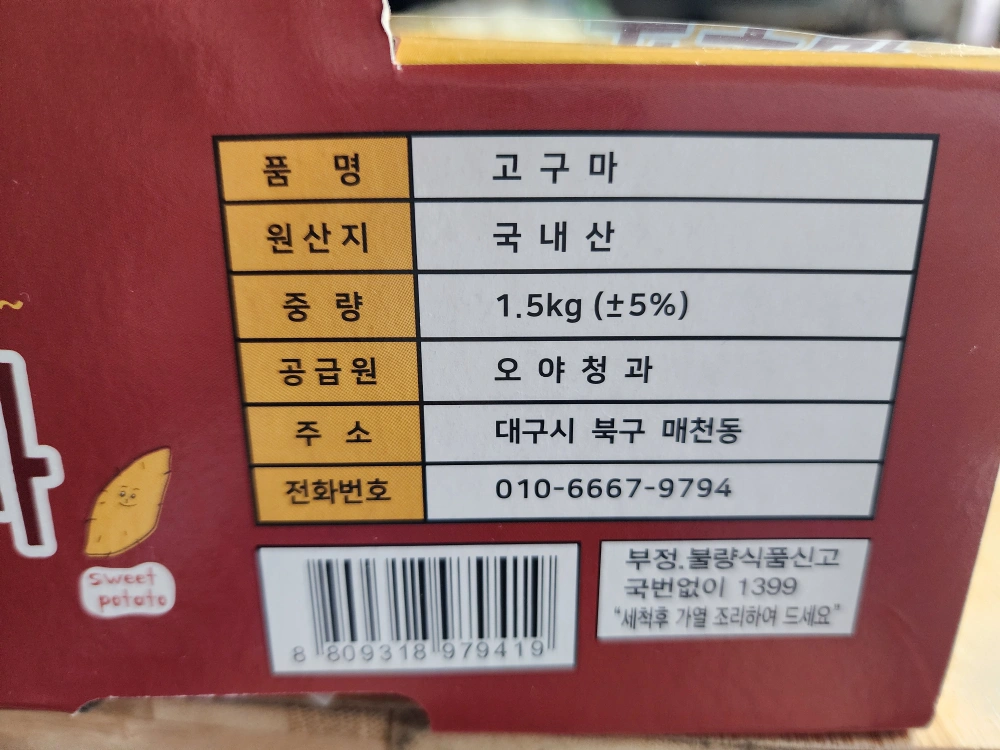 품 명 고구마
원산지 국내산
중 량 1.5kg (±5%)
공급원 오야청과
주 소 대구시 북구 매천동
전화번호 010-6667-9794
sweet
potato
8 809318 979419
부정.불량식품신고
국번없이 1399
"세척후 가열 조리하여 드세요"